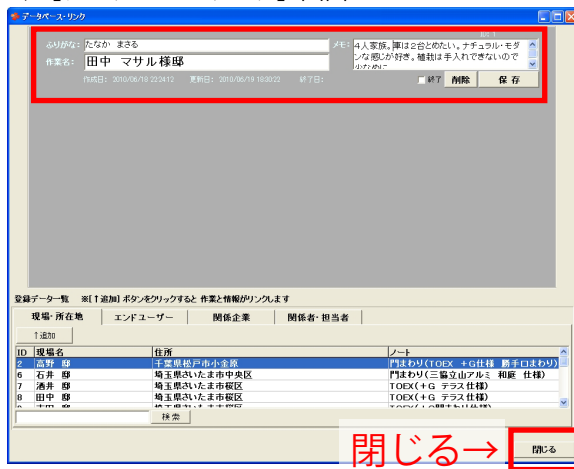 データベース・リンク
ふりがな: たなか まさる
メモ: 4人家族。車は2台とめたい。ナチュラル・モダンな感じが好き。植栽は手入れできないので
作業名: 田中 マサル様邸
作成日: 2010/06/18 22:24:12 更新日: 2010/06/19 18:30:22 終了日:
終了 削除 保 存
登録データ一覧 ※[↑追加] ボタンをクリックすると 作業と情報がリンクします
現場・所在地 エンドユーザー 関係企業 関係者・担当者
↑追加
ID 現場名 住所 ノート
2 高野 邸 千葉県松戸市小金原 門まわり(TOEX +G仕様 勝手口まわり)
6 石井 邸 埼玉県さいたま市中央区 門まわり(三協立山アルミ 和庭 仕様)
7 酒井 邸 埼玉県さいたま市桜区 TOEX(+G テラス仕様)
8 田中 邸 埼玉県さいたま市桜区 TOEX(+G テラス仕様)
検索
閉じる→
閉じる